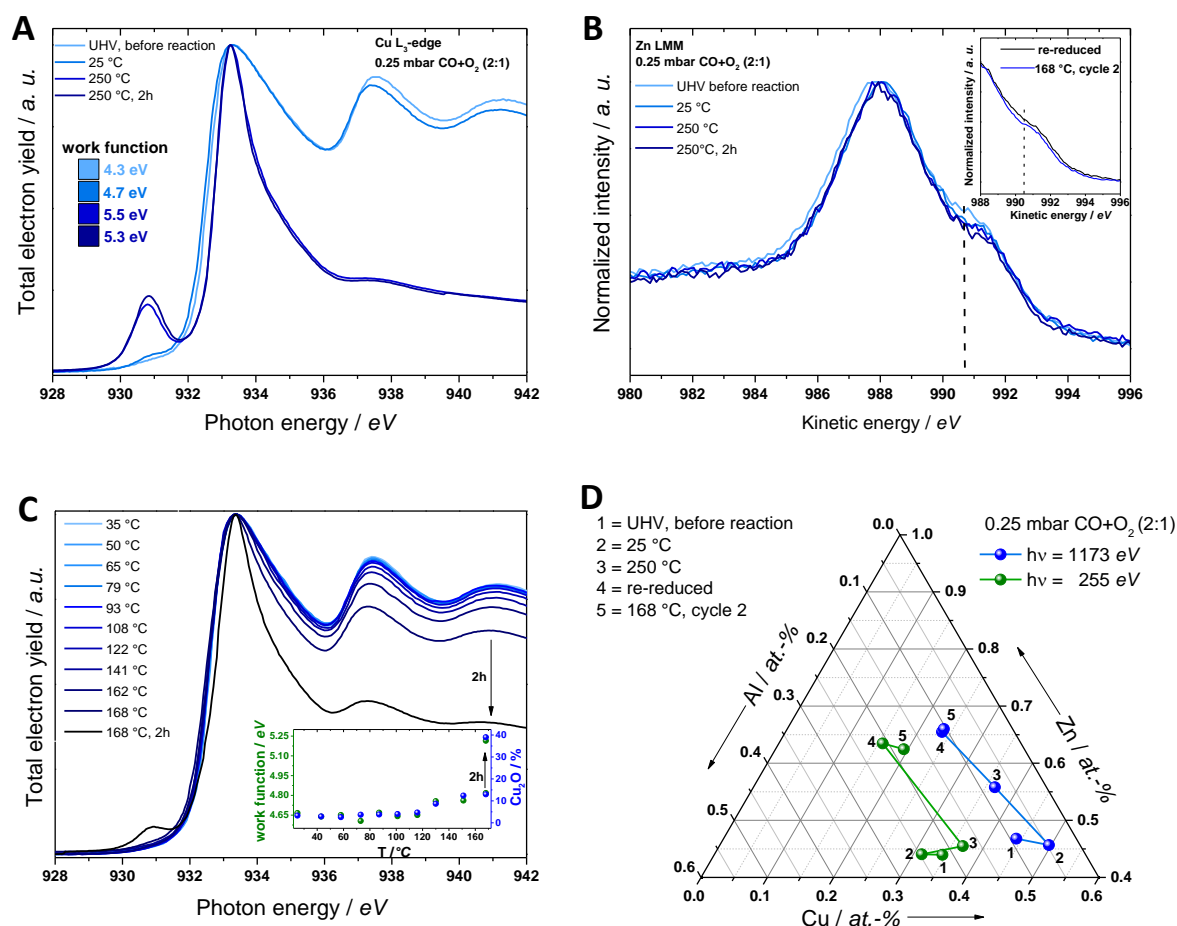 A
Cu L3-edge
0.25 mbar CO+O2 (2:1)
UHV, before reaction
25 °C
250 °C
250 °C, 2h
work function
4.3 eV
4.7 eV
5.5 eV
5.3 eV
Total electron yield / a. u.
928 930 932 934 936 938 940 942
Photon energy / eV
B
Zn LMM
0.25 mbar CO+O2 (2:1)
UHV before reaction
25 °C
250 °C
250°C, 2h
Normalized intensity / a. u.
980 982 984 986 988 990 992 994 996
Kinetic energy / eV
re-reduced
168 °C, cycle 2
Normalized intensity / a. u.
988 990 992 994 996
Kinetic energy / eV
C
35 °C
50 °C
65 °C
79 °C
93 °C
108 °C
122 °C
141 °C
162 °C
168 °C
168 °C, 2h
2h
Total electron yield / a.u.
928 930 932 934 936 938 940 942
Photon energy / eV
work function / eV
5.25
5.10
4.95
4.80
4.65
40
30
20
10
0
Cu2O / %
2h
40 60 80 100 120 140 160
T /°C
D
1 = UHV, before reaction
2 = 25 °C
3 = 250 °C
4 = re-reduced
5 = 168 °C, cycle 2
0.25 mbar CO+O2 (2:1)
hν = 1173 eV
hν = 255 eV
0.0
0.1
0.2
0.3
0.4
0.5
0.6
Al / at.-%
1.0
0.9
0.8
0.7
0.6
0.5
0.4
Zn / at.-%
5
4
3
1
2
4
5
3
2
1
0.0 0.1 0.2 0.3 0.4 0.5 0.6
Cu / at.-%